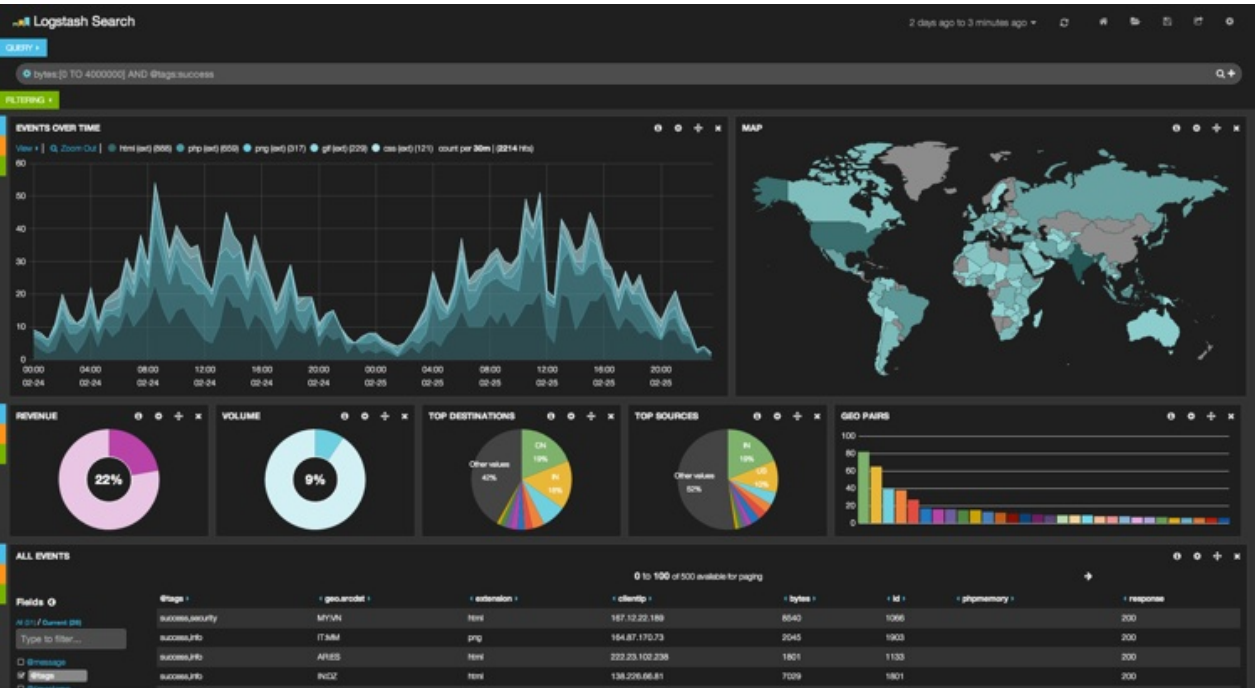 Logstash Search
2 days ago to 3 minutes ago
QUERY
bytes:[0 TO 4000000] AND @tags:success
FILTERING
EVENTS OVER TIME
View | Zoom Out | html (ext) (888) php (ext) (659) png (ext) (317) gif (ext) (229) css (ext) (121) count per 30m | (2214 hits)
60
50
40
30
20
10
0
00:00 04:00 08:00 12:00 16:00 20:00 00:00 04:00 08:00 12:00 16:00 20:00
02-24 02-24 02-24 02-24 02-24 02-24 02-25 02-25 02-25 02-25 02-25 02-25
MAP
REVENUE
22%
VOLUME
9%
TOP DESTINATIONS
CN
19%
Other values
42%
IN
TOP SOURCES
IN
19%
Other values
52%
US
10%
GEO PAIRS
100
80
60
40
20
0
ALL EVENTS
0 to 100 of 500 available for paging
Fields
All (51) / Current
Type to filter...
@message
@tags
@tags geo.srcdst extension clientip bytes id phpmemory response
success,security MY:VN html 167.12.22.189 8540 1066 200
success,info IT:MM png 164.87.170.73 2045 1903 200
success,info AR:ES html 222.23.102.238 1801 1133 200
success,info IN:DZ html 138.226.66.81 7029 1801 200